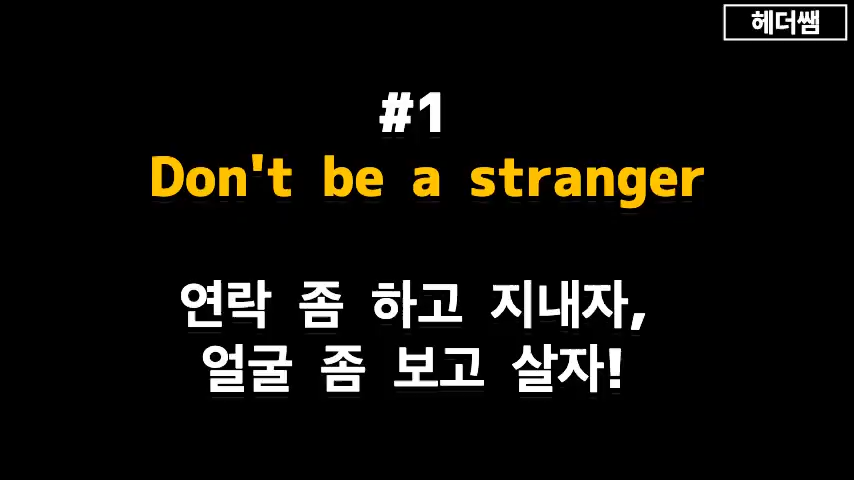 헤더쌤
#1
Don't be a stranger
연락 좀 하고 지내자,
얼굴 좀 보고 살자!